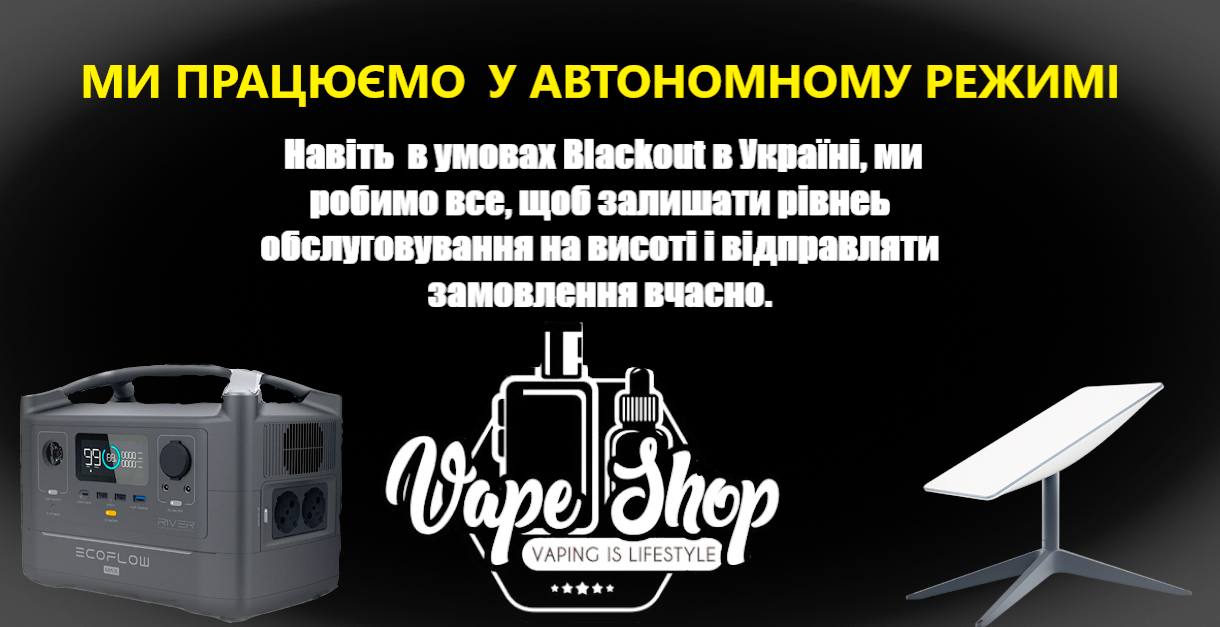 МИ ПРАЦЮЄМО У АВТОНОМНОМУ РЕЖИМІ
Навіть в умовах Blackout в Україні, ми
робимо все, щоб залишати рівнеь
обслуговування на висоті і відправляти
замовлення вчасно.
99
RIVER
ECOFLOW
Vape Shop
VAPING IS LIFESTYLE